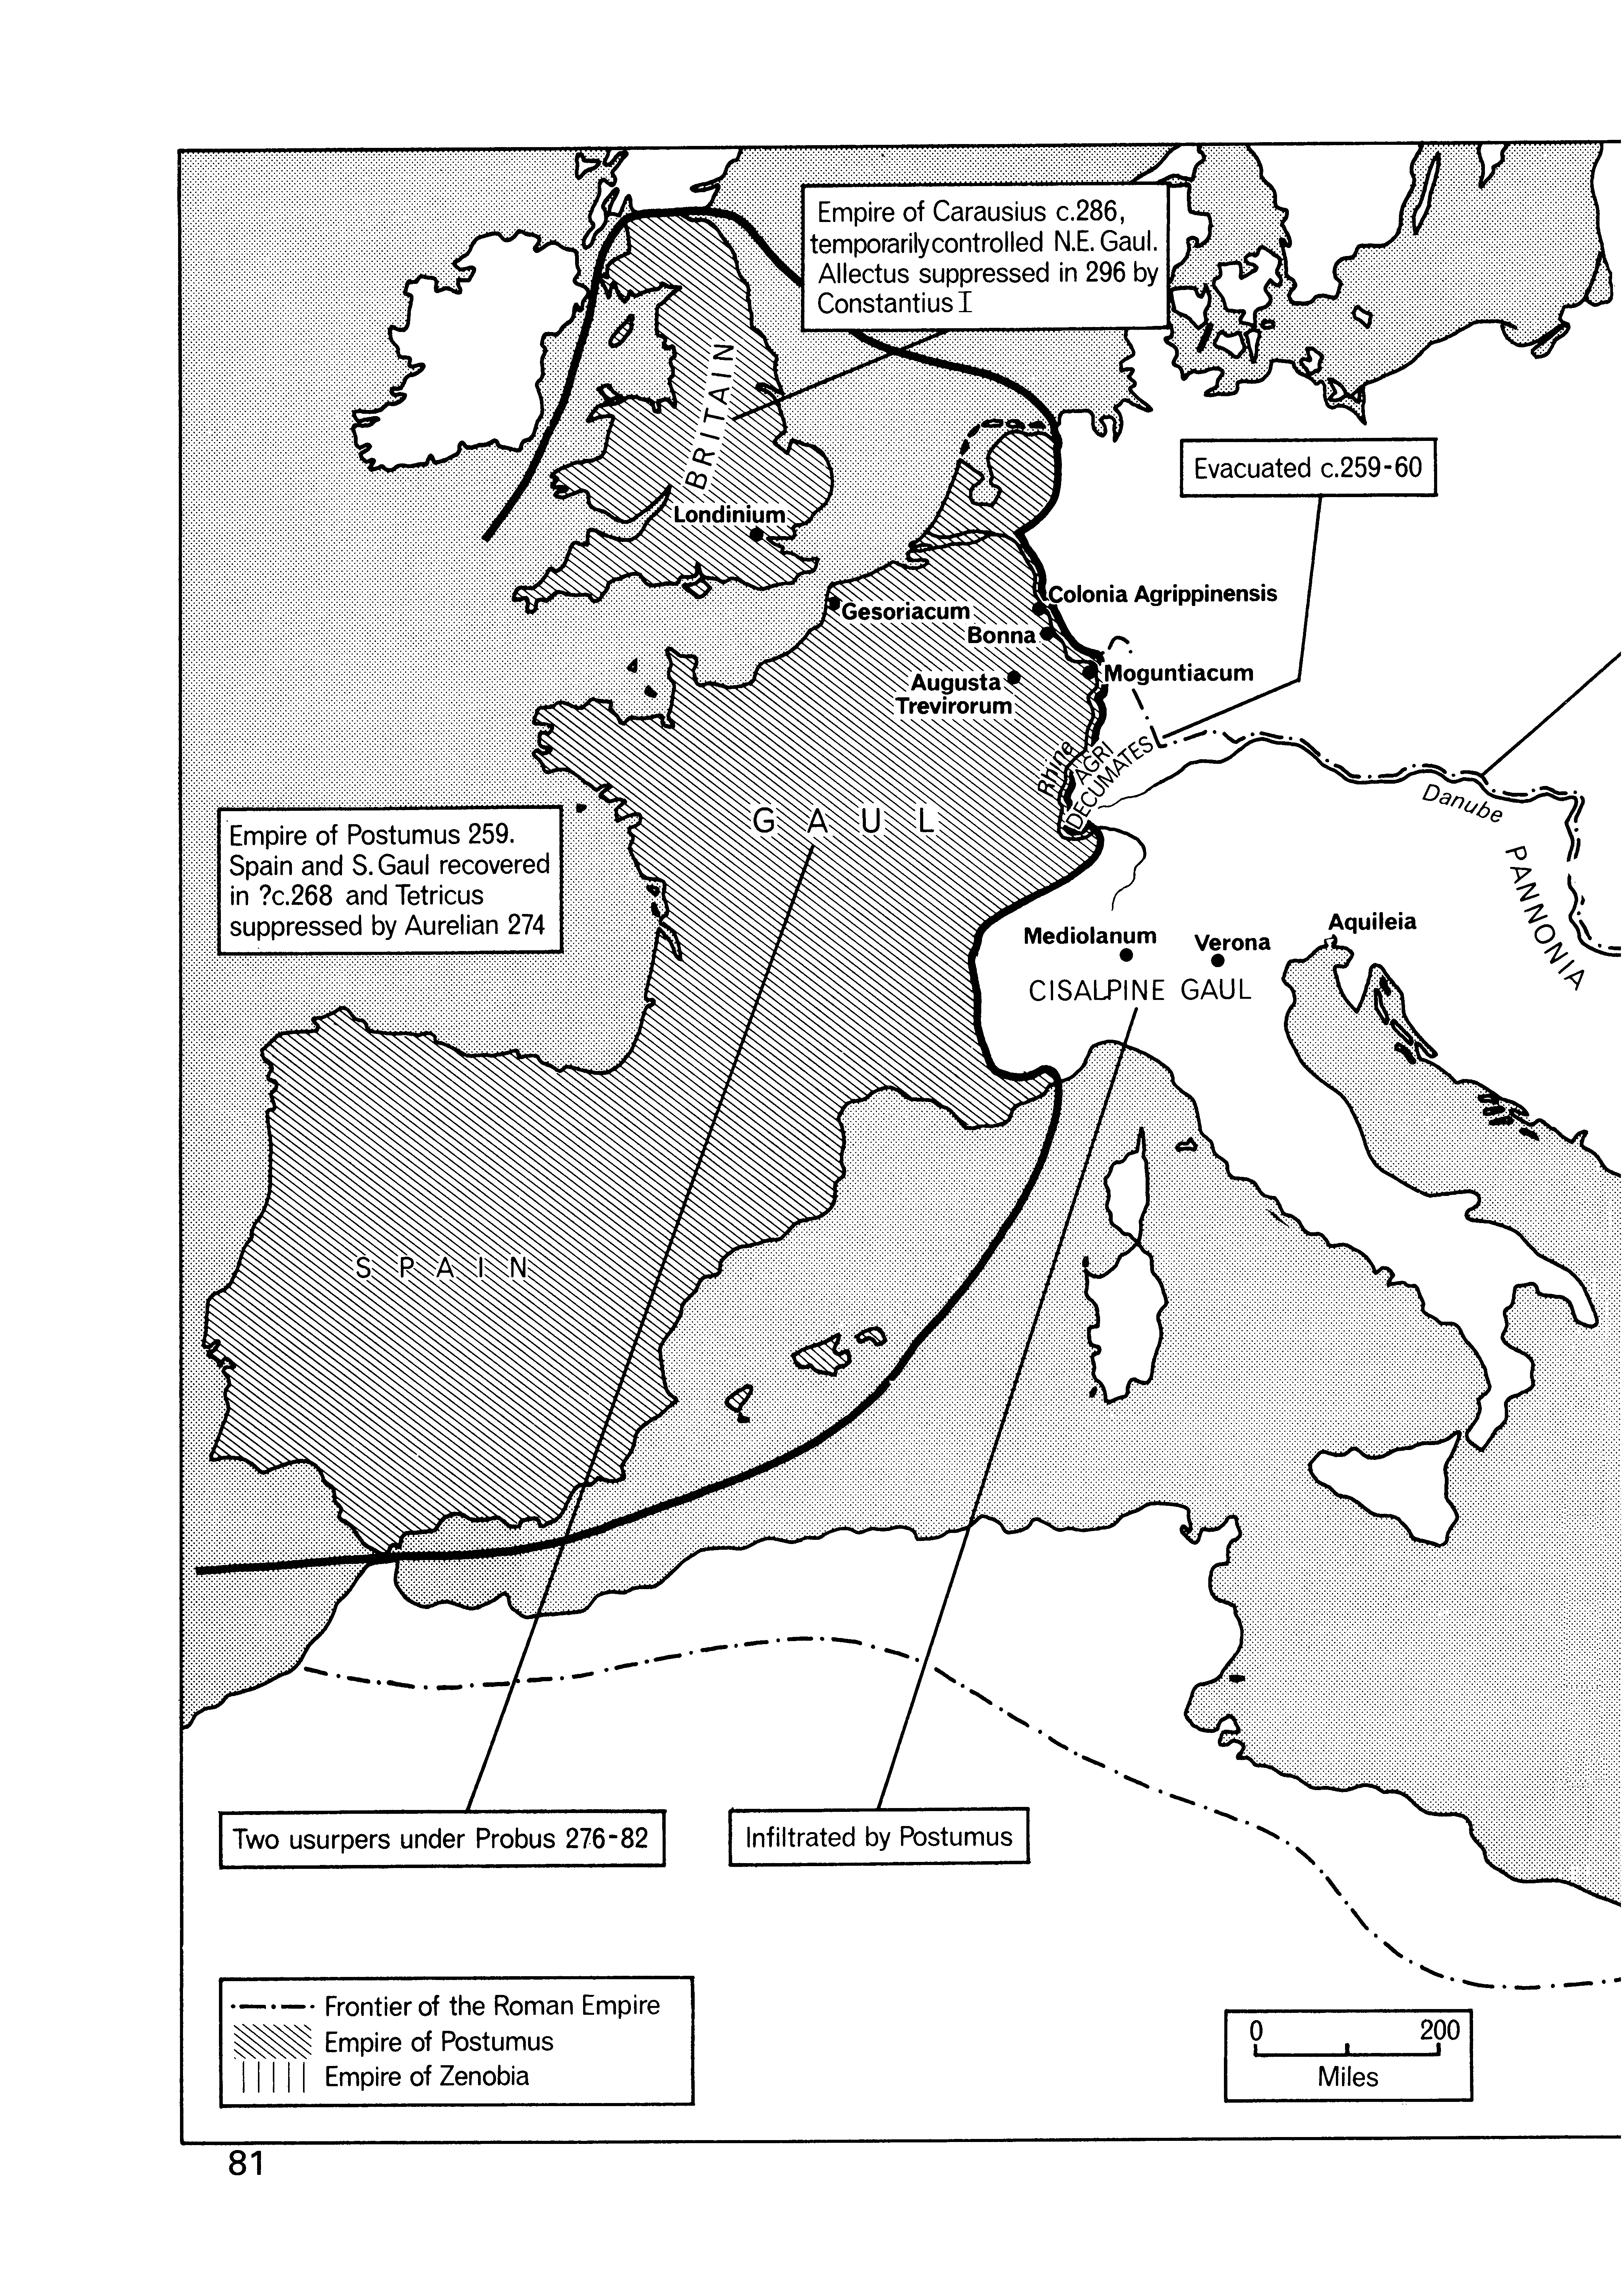 Empire of Carausius c.286,
temporarily controlled N.E. Gaul.
Allectus suppressed in 296 by
Constantius I
Evacuated c.259-60
BRITAIN
Londinium
Colonia Agrippinensis
Gesoriacum
Bonna
Moguntiacum
Augusta
Trevirorum
Rhine
AGRI
DECUMATES
Danube
GAUL
PANNONIA
Empire of Postumus 259.
Spain and S. Gaul recovered
in ?c.268 and Tetricus
suppressed by Aurelian 274
Mediolanum
Verona
Aquileia
CISALPINE GAUL
SPAIN
Two usurpers under Probus 276-82
Infiltrated by Postumus
Frontier of the Roman Empire
Empire of Postumus
Empire of Zenobia
0 200
Miles
81